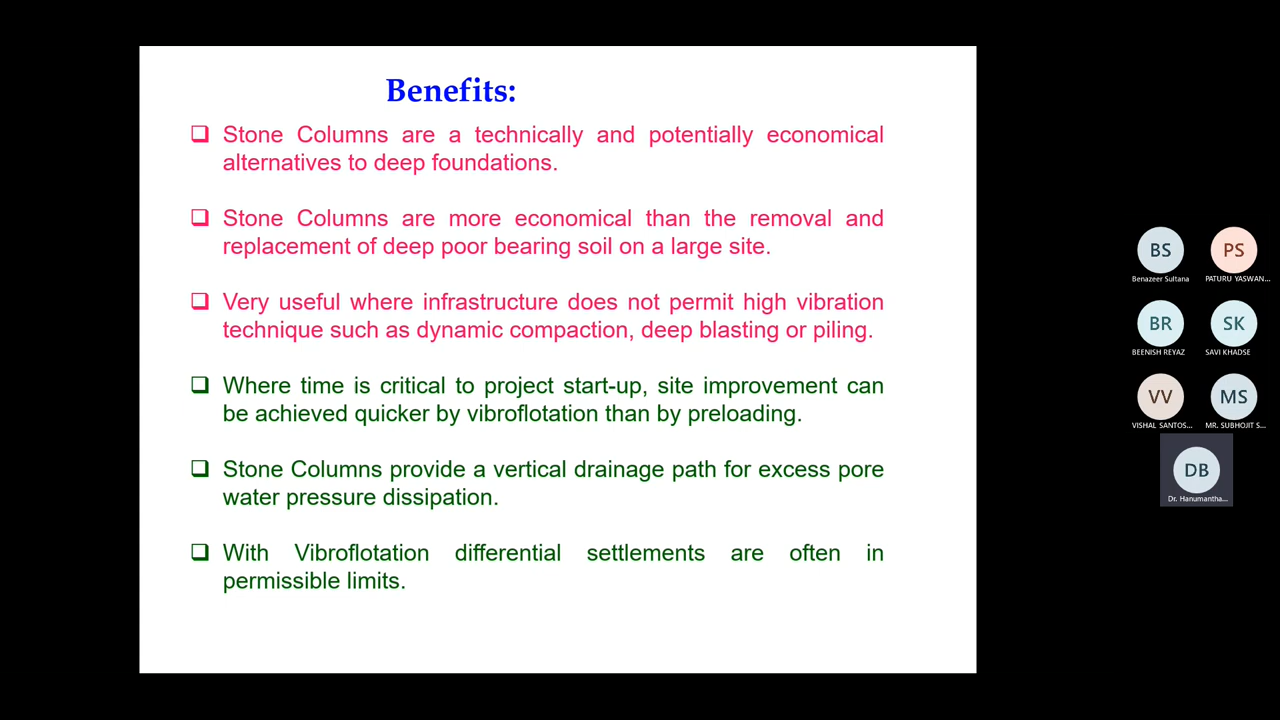 Benefits:
Stone Columns are a technically and potentially economical
alternatives to deep foundations.
Stone Columns are more economical than the removal and
replacement of deep poor bearing soil on a large site.
Very useful where infrastructure does not permit high vibration
technique such as dynamic compaction, deep blasting or piling.
Where time is critical to project start-up, site improvement can
be achieved quicker by vibroflotation than by preloading.
Stone Columns provide a vertical drainage path for excess pore
water pressure dissipation.
With Vibroflotation differential settlements are often in
permissible limits.
BS PS
Benazeer Sultana PATURU YASWAN...
BR SK
BEENISH REYAZ SAVI KHADSE
VV MS
VISHAL SANTOS... MR. SUBHOJIT S...
DB
Dr. Hanumantha...